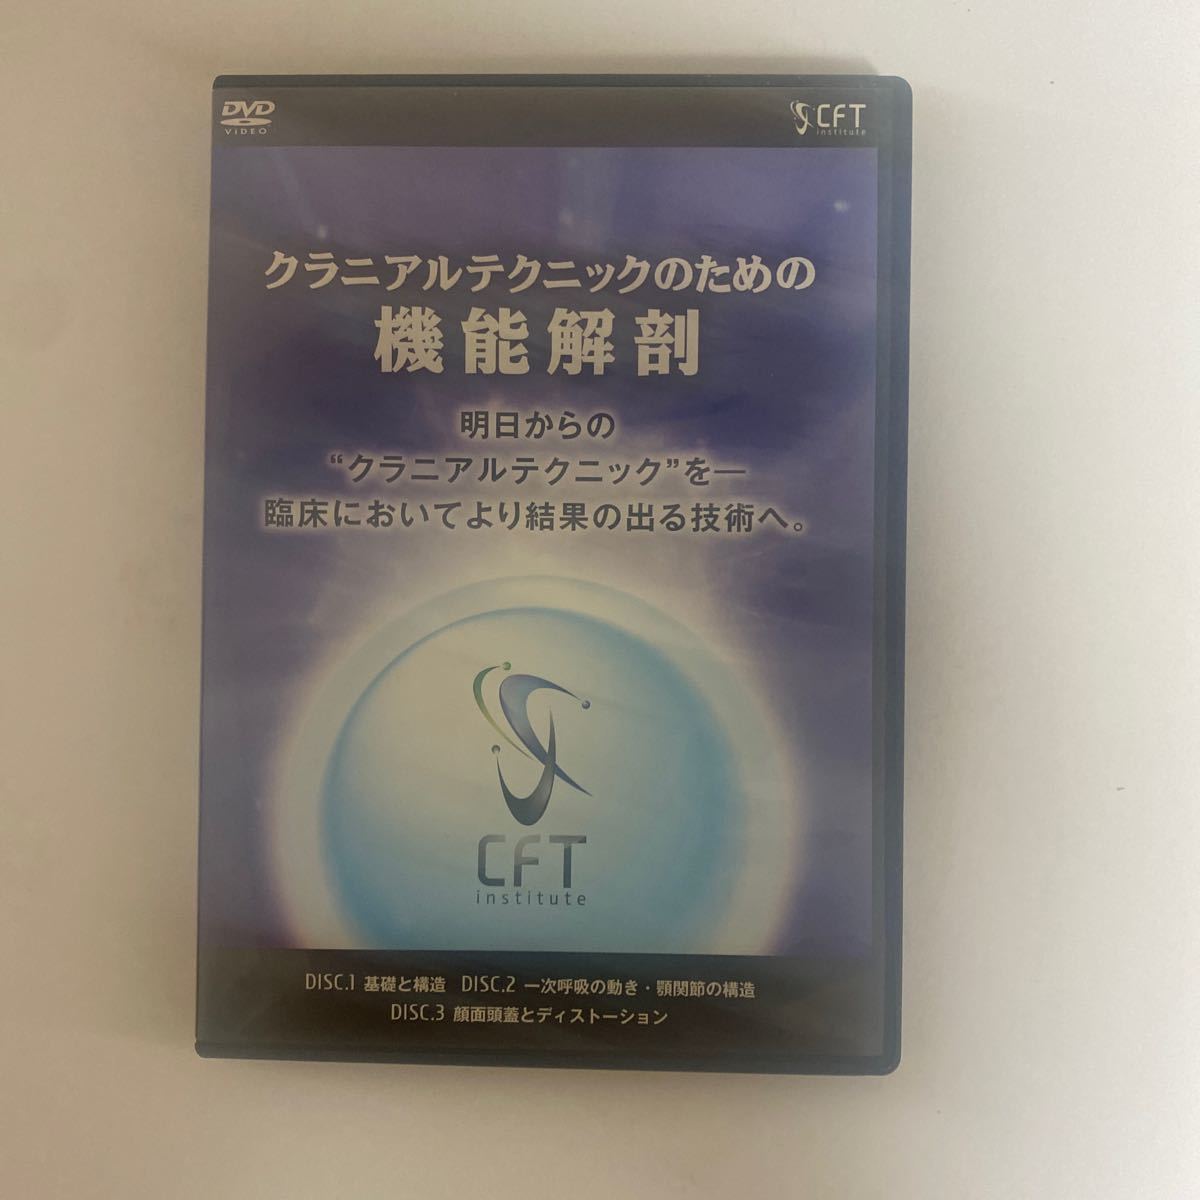 DVD
VIDEO
CFT
institute
クラニアルテクニックのための
機能解剖
明日からの
“クラニアルテクニック”を―
臨床においてより結果の出る技術へ。
CFT
institute
DISC.1 基礎と構造 DISC.2 一次呼吸の動き・顎関節の構造
DISC.3 顔面頭蓋とディストーション